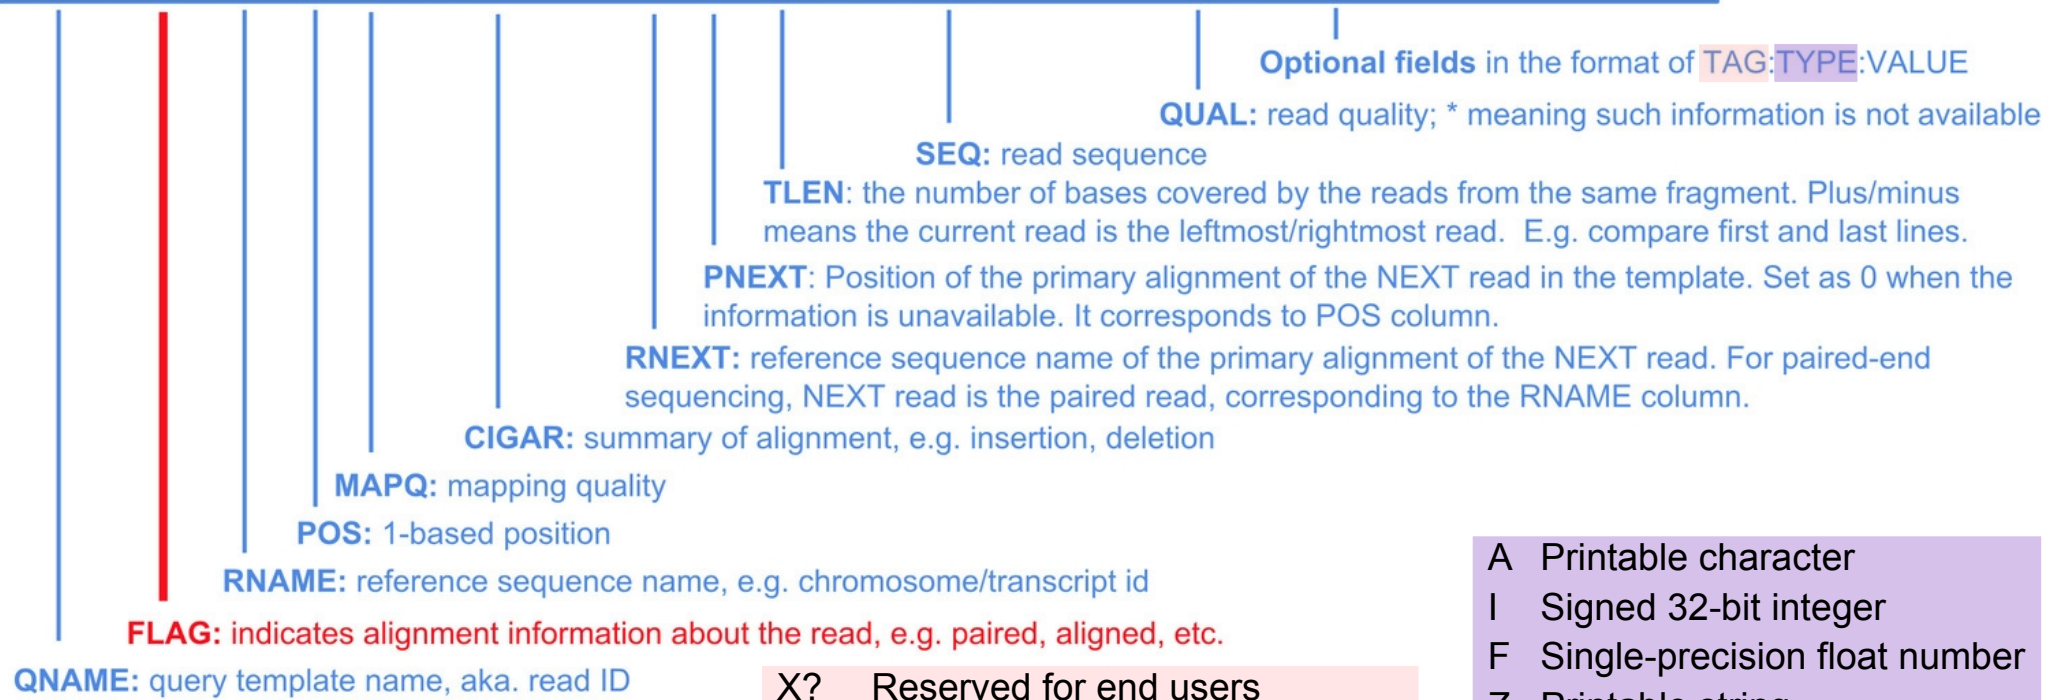 Optional fields in the format of TAG:TYPE:VALUE
QUAL: read quality; * meaning such information is not available
SEQ: read sequence
TLEN: the number of bases covered by the reads from the same fragment. Plus/minus
means the current read is the leftmost/rightmost read. E.g. compare first and last lines.
PNEXT: Position of the primary alignment of the NEXT read in the template. Set as 0 when the
information is unavailable. It corresponds to POS column.
RNEXT: reference sequence name of the primary alignment of the NEXT read. For paired-end
sequencing, NEXT read is the paired read, corresponding to the RNAME column.
CIGAR: summary of alignment, e.g. insertion, deletion
MAPQ: mapping quality
POS: 1-based position
RNAME: reference sequence name, e.g. chromosome/transcript id
FLAG: indicates alignment information about the read, e.g. paired, aligned, etc.
QNAME: query template name, aka. read ID
X? Reserved for end users
A Printable character
I Signed 32-bit integer
F Single-precision float number
Z Printable string